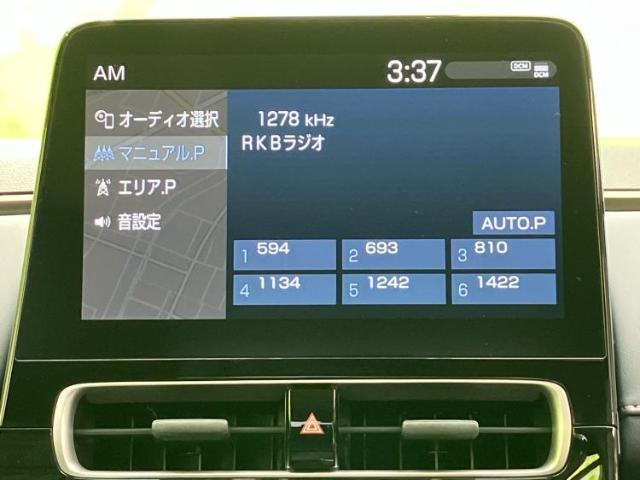 AM
3:37
DCM
DCM
オーディオ選択
マニュアル.P
エリア.P
音設定
1278 kHz
RKBラジオ
AUTO.P
1 594
2 693
3 810
4 1134
5 1242
6 1422